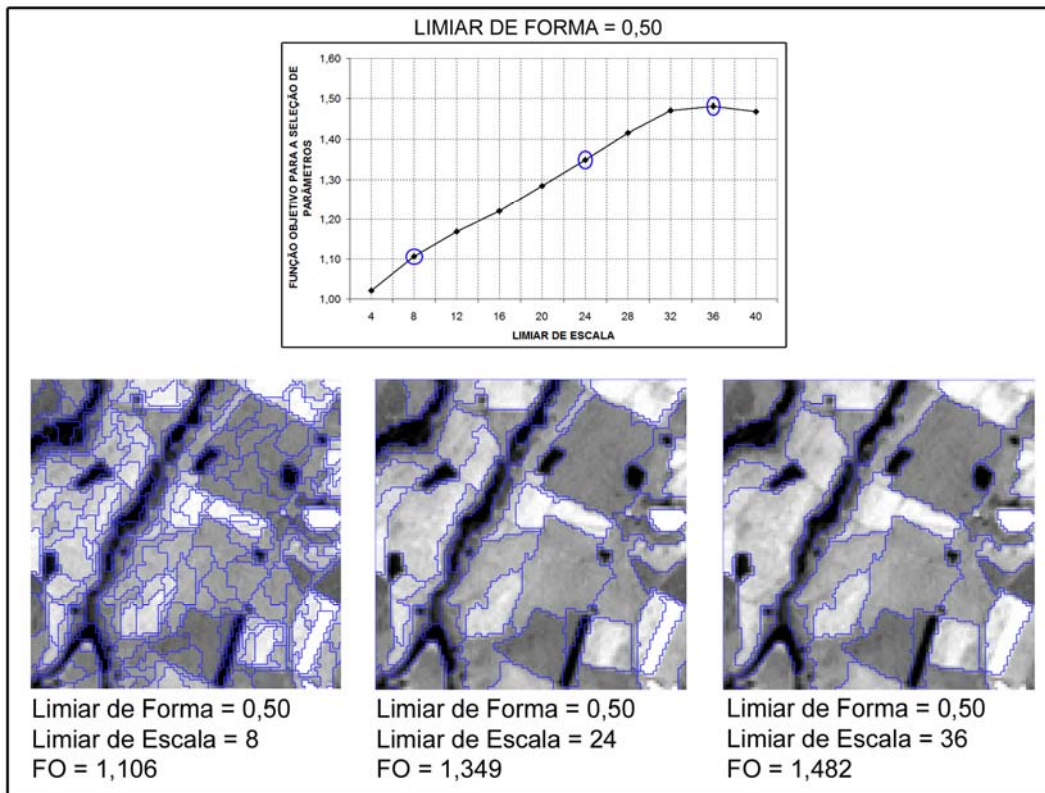 LIMIAR DE FORMA = 0,50
FUNÇÃO OBJETIVO PARA A SELEÇÃO DE
PARÂMETROS
1,60
1,50
1,40
1,30
1,20
1,10
1,00
4 8 12 16 20 24 28 32 36 40
LIMIAR DE ESCALA
Limiar de Forma = 0,50
Limiar de Escala = 8
FO = 1,106
Limiar de Forma = 0,50
Limiar de Escala = 24
FO = 1,349
Limiar de Forma = 0,50
Limiar de Escala = 36
FO = 1,482